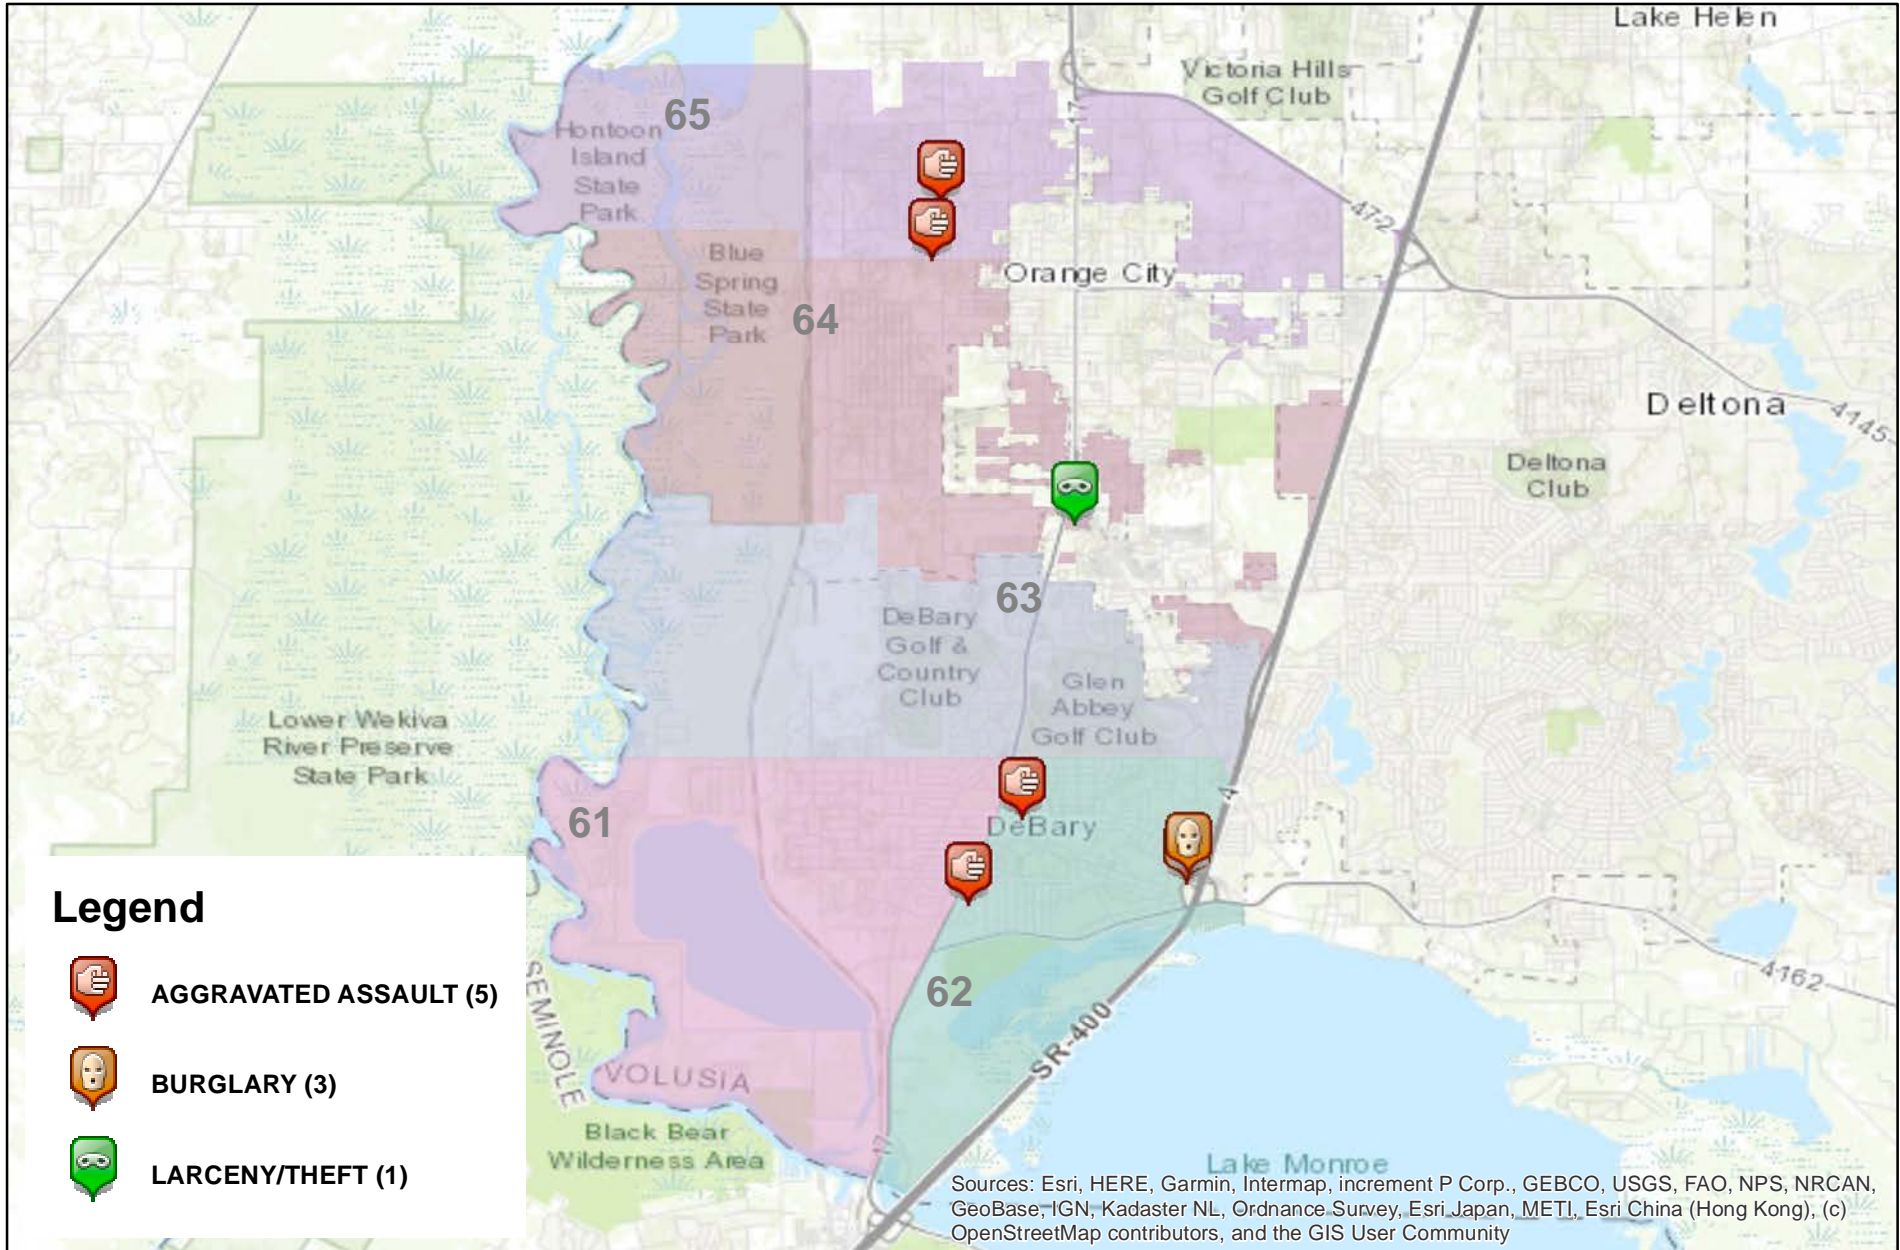 Lake Helen
Victoria Hills
Golf Club
17
65
Hontoon
Island
State
Park
472
Blue
Spring
State
Park
Orange City
64
Deltona
4145
Deltona
Club
63
DeBary
Golf &
Country
Club
Glen
Abbey
Golf Club
Lower Wekiva
River Preserve
State Park
4
61
DeBary
62
4162
SEMINOLE
VOLUSIA
SR-400
17
Black Bear
Wilderness Area
Lake Monroe
Legend
AGGRAVATED ASSAULT (5)
BURGLARY (3)
LARCENY/THEFT (1)
Sources: Esri, HERE, Garmin, Intermap, increment P Corp., GEBCO, USGS, FAO, NPS, NRCAN,
GeoBase, IGN, Kadaster NL, Ordnance Survey, Esri Japan, METI, Esri China (Hong Kong), (c)
OpenStreetMap contributors, and the GIS User Community